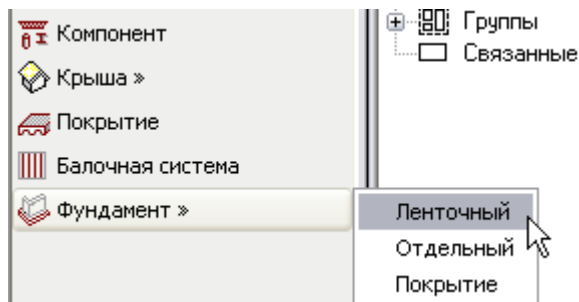 Компонент
Крыша »
Покрытие
Балочная система
Фундамент »
Группы
Связанные
Ленточный
Отдельный
Покрытие